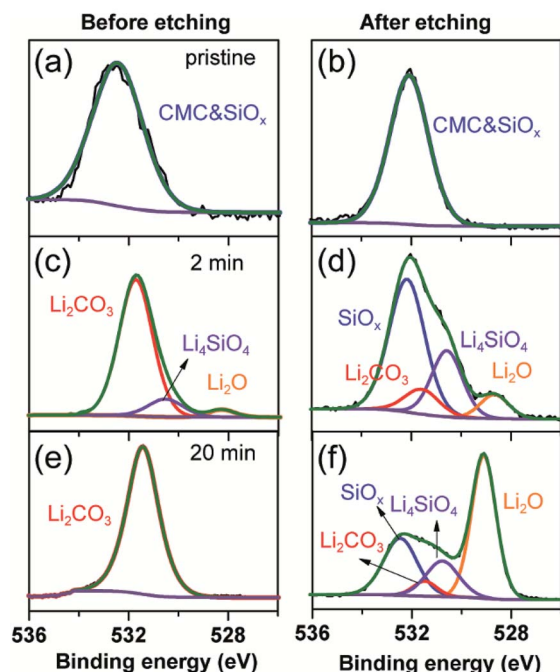 Before etching
After etching
(a)
pristine
CMC&SiOₓ
(b)
CMC&SiOₓ
(c)
2 min
Li₂CO₃
Li₄SiO₄
Li₂O
(d)
SiOₓ
Li₄SiO₄
Li₂CO₃
Li₂O
(e)
20 min
Li₂CO₃
(f)
SiOₓ
Li₄SiO₄
Li₂O
Li₂CO₃
536 532 528
536 532 528
Binding energy (eV)
Binding energy (eV)